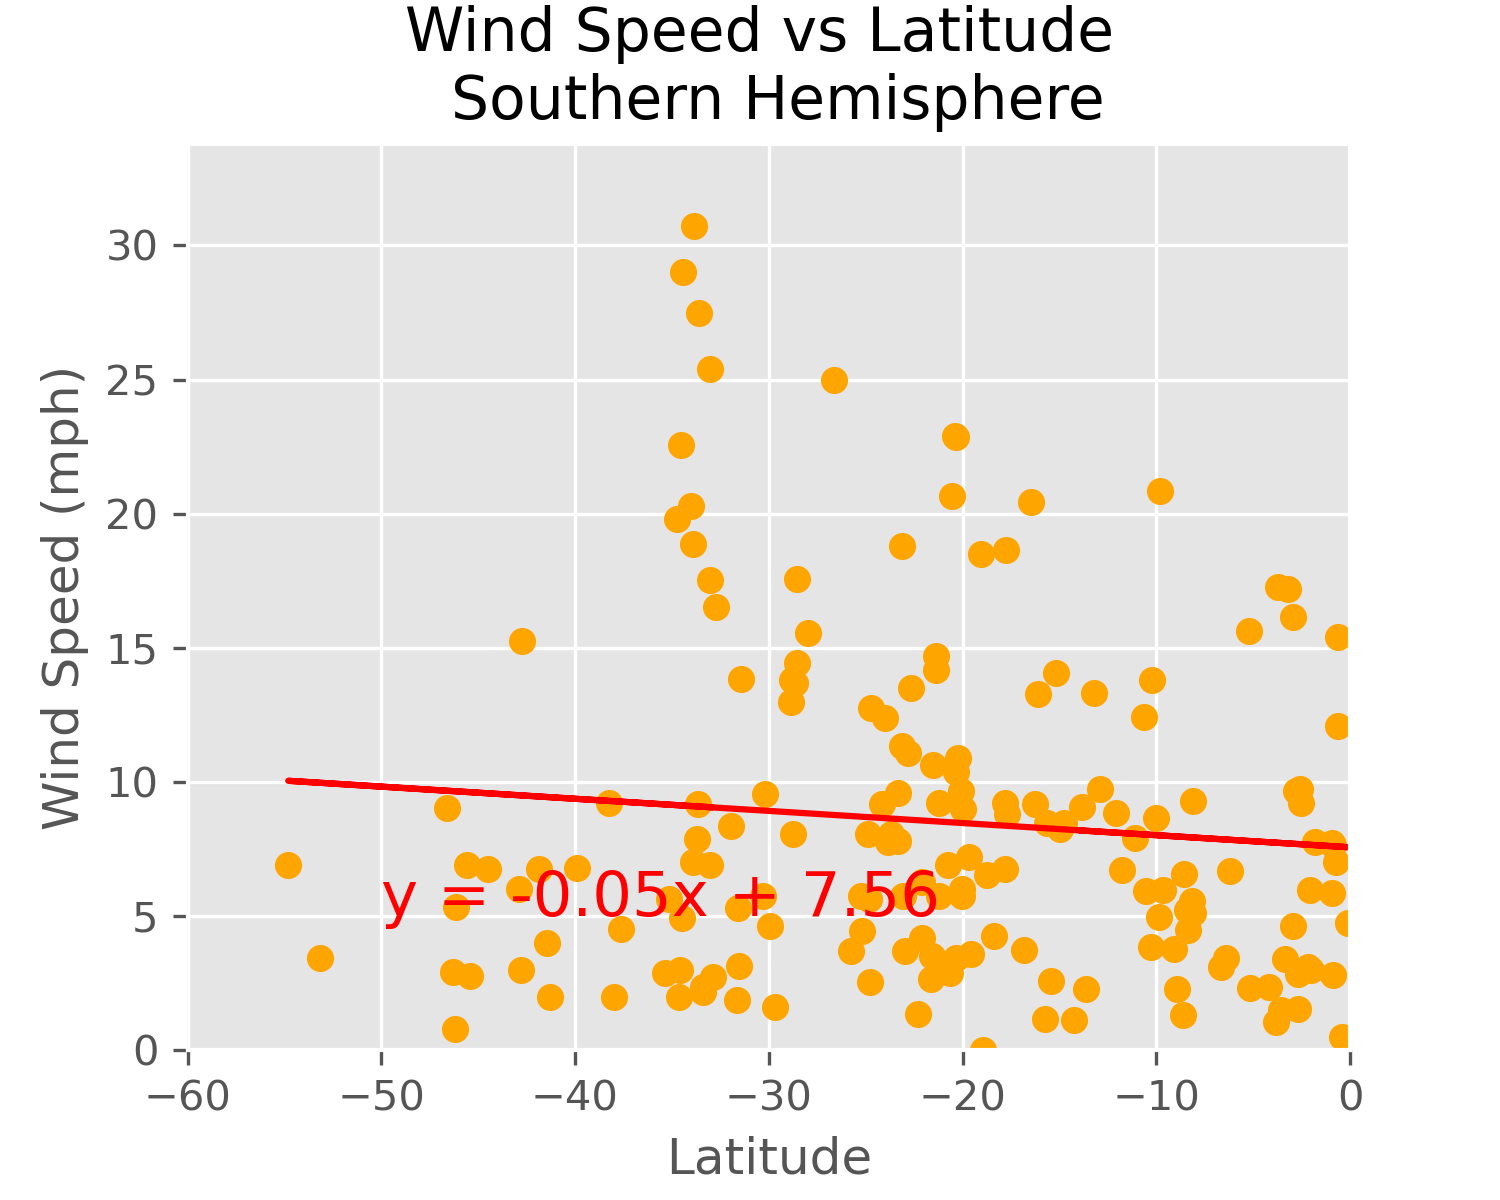 Wind Speed vs Latitude
Southern Hemisphere
Wind Speed (mph)
30
25
20
15
10
5
0
y = -0.05x + 7.56
−60 −50 −40 −30 −20 −10 0
Latitude